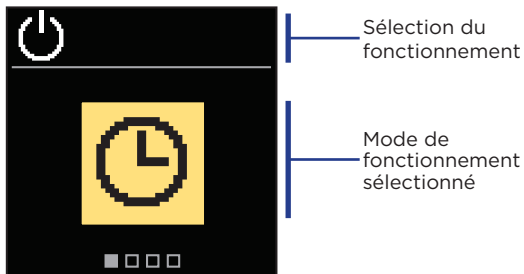 Sélection du
fonctionnement
Mode de
fonctionnement
sélectionné